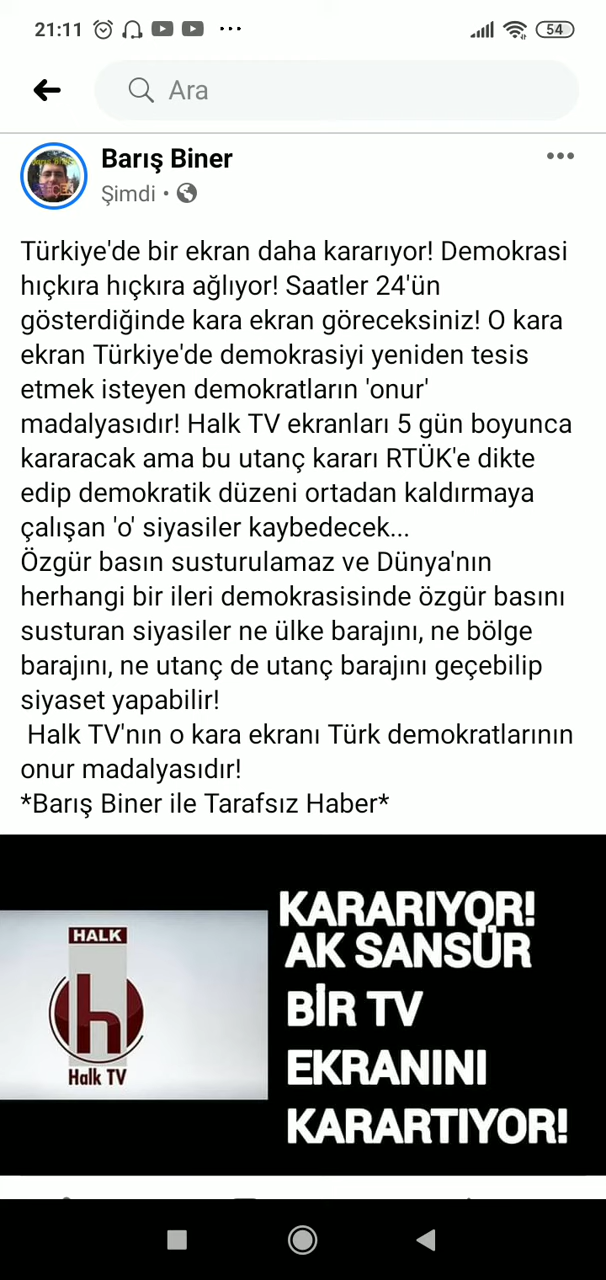 21:11
54
Ara
Barış Biner
Şimdi •
Türkiye'de bir ekran daha kararıyor! Demokrasi
hıçkıra hıçkıra ağlıyor! Saatler 24'ün
gösterdiğinde kara ekran göreceksiniz! O kara
ekran Türkiye'de demokrasiyi yeniden tesis
etmek isteyen demokratların 'onur'
madalyasıdır! Halk TV ekranları 5 gün boyunca
kararacak ama bu utanç kararı RTÜK'e dikte
edip demokratik düzeni ortadan kaldırmaya
çalışan 'o' siyasiler kaybedecek...
Özgür basın susturulamaz ve Dünya'nın
herhangi bir ileri demokrasisinde özgür basını
susturan siyasiler ne ülke barajını, ne bölge
barajını, ne utanç de utanç barajını geçebilip
siyaset yapabilir!
Halk TV'nın o kara ekranı Türk demokratlarının
onur madalyasıdır!
*Barış Biner ile Tarafsız Haber*
HALK
h
Halk TV
KARARIYOR!
AK SANSÜR
BİR TV
EKRANINI
KARARTIYOR!